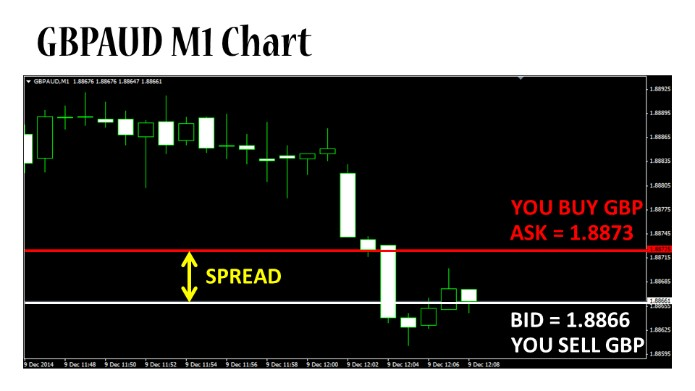 GBPAUD M1 Chart
GBPAUD,M1 1.88676 1.88676 1.88647 1.88661
1.88925
1.88895
1.88865
1.88835
1.88805
YOU BUY GBP
1.88775
ASK = 1.8873
1.88745
1.88715
SPREAD
1.88685
1.88661
1.88655
BID = 1.8866
1.88625
YOU SELL GBP
1.88595
9 Dec 2014 9 Dec 11:48 9 Dec 11:50 9 Dec 11:52 9 Dec 11:54 9 Dec 11:56 9 Dec 11:58 9 Dec 12:00 9 Dec 12:02 9 Dec 12:04 9 Dec 12:06 9 Dec 12:08